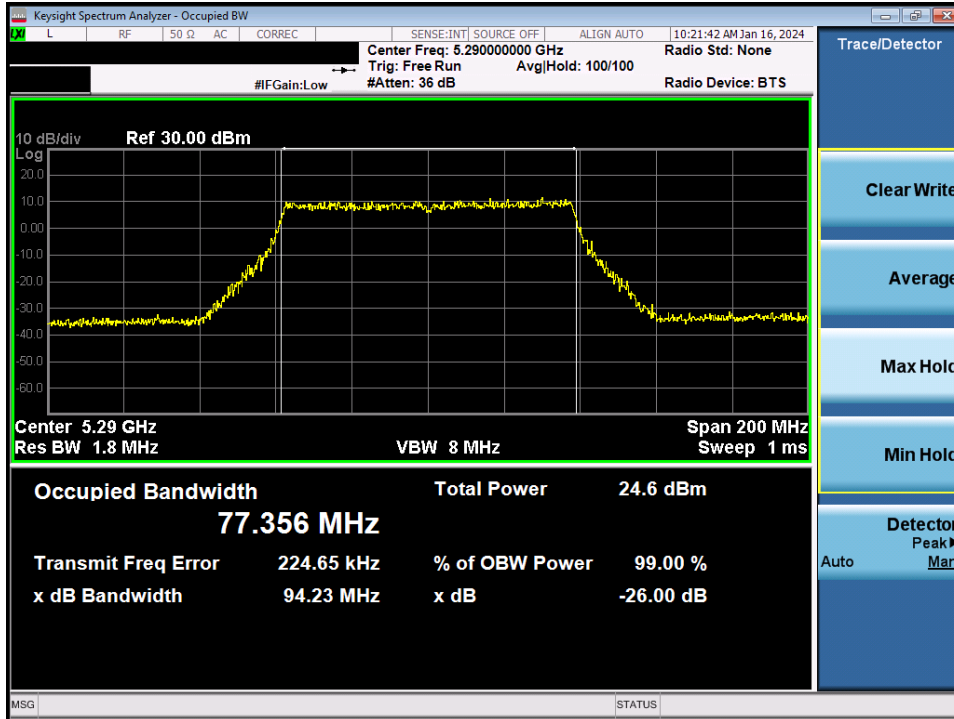 Keysight Spectrum Analyzer - Occupied BW
LXI L RF 50 Ω AC CORREC SENSE:INT SOURCE OFF ALIGN AUTO 10:21:42 AM Jan 16, 2024
Center Freq: 5.290000000 GHz Radio Std: None
Trig: Free Run Avg|Hold: 100/100
#IFGain:Low #Atten: 36 dB Radio Device: BTS
Trace/Detector
10 dB/div Ref 30.00 dBm
Log
20.0
10.0
0.00
-10.0
-20.0
-30.0
-40.0
-50.0
-60.0
Center 5.29 GHz Span 200 MHz
Res BW 1.8 MHz VBW 8 MHz Sweep 1 ms
Occupied Bandwidth Total Power 24.6 dBm
77.356 MHz
Transmit Freq Error 224.65 kHz % of OBW Power 99.00 %
x dB Bandwidth 94.23 MHz x dB -26.00 dB
Clear Write
Average
Max Hold
Min Hold
Detector
Peak
Auto Man
MSG STATUS